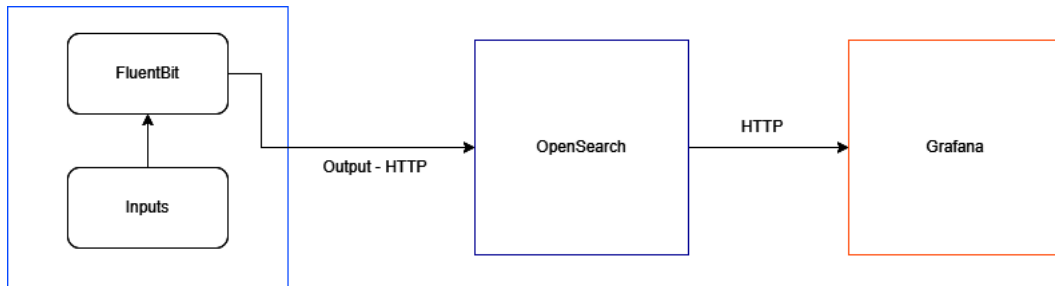 FluentBit
Inputs
Output - HTTP
OpenSearch
HTTP
Grafana